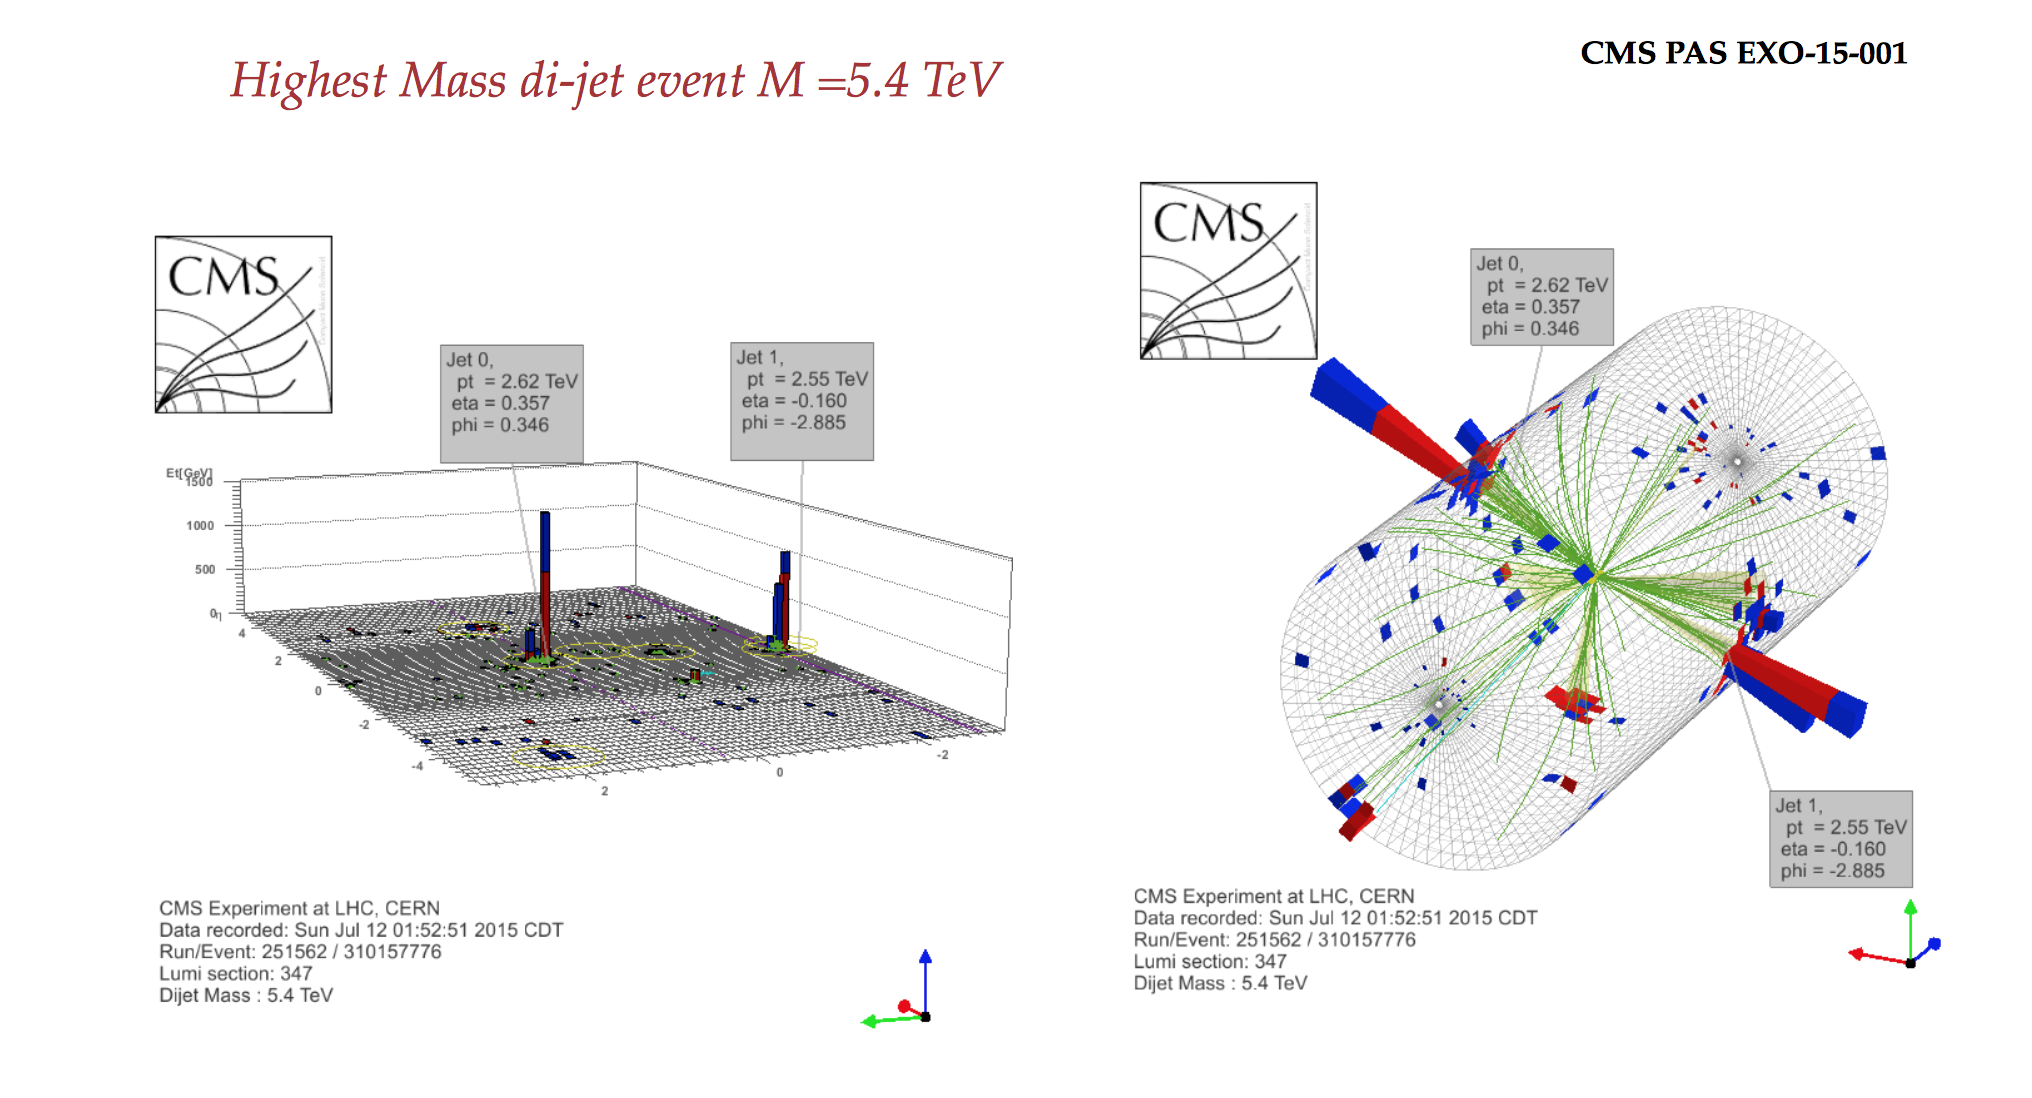 Highest Mass di-jet event M =5.4 TeV
CMS PAS EXO-15-001
CMS
Jet 0,
pt = 2.62 TeV
eta = 0.357
phi = 0.346
Jet 1,
pt = 2.55 TeV
eta = -0.160
phi = -2.885
Et[GeV]
1500
1000
500
0
η
4
2
0
-2
-4
2
0
-2
CMS Experiment at LHC, CERN
Data recorded: Sun Jul 12 01:52:51 2015 CDT
Run/Event: 251562 / 310157776
Lumi section: 347
Dijet Mass : 5.4 TeV
CMS
Compact Muon Solenoid
Jet 0,
pt = 2.62 TeV
eta = 0.357
phi = 0.346
Jet 1,
pt = 2.55 TeV
eta = -0.160
phi = -2.885
CMS Experiment at LHC, CERN
Data recorded: Sun Jul 12 01:52:51 2015 CDT
Run/Event: 251562 / 310157776
Lumi section: 347
Dijet Mass : 5.4 TeV